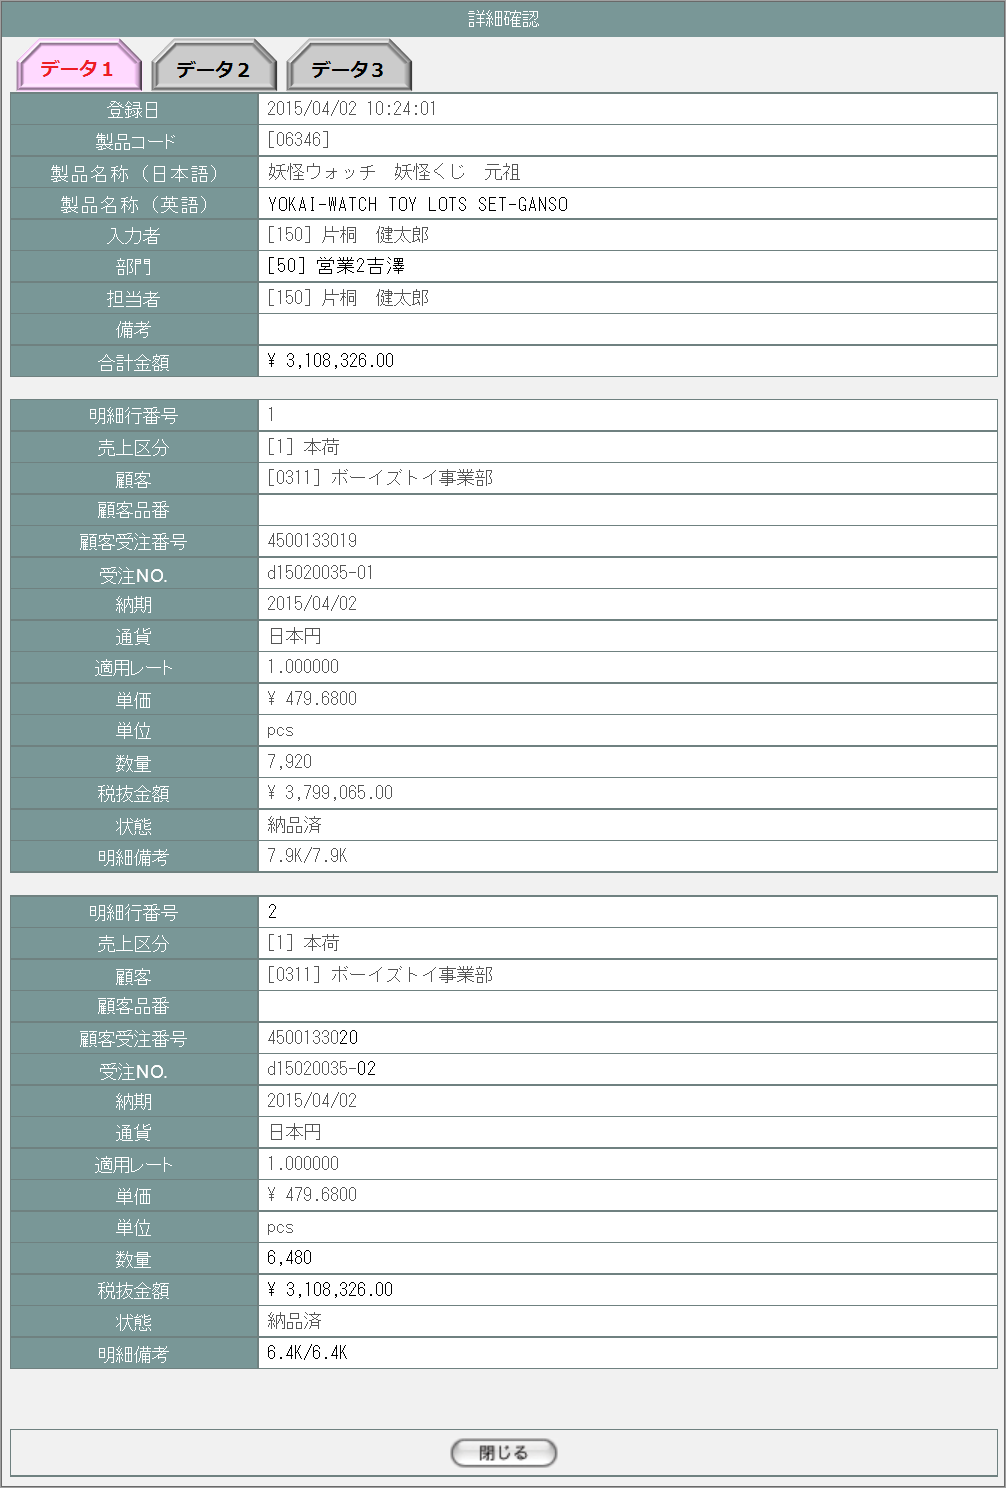 詳細確認
データ1 データ2 データ3
登録日 2015/04/02 10:24:01
製品コード [06346]
製品名称（日本語） 妖怪ウォッチ　妖怪くじ　元祖
製品名称（英語） YOKAI-WATCH TOY LOTS SET-GANSO
入力者 [150] 片桐　健太郎
部門 [50] 営業2吉澤
担当者 [150] 片桐　健太郎
備考
合計金額 ¥ 3,108,326.00
明細行番号 1
売上区分 [1] 本荷
顧客 [0311] ボーイズトイ事業部
顧客品番
顧客受注番号 4500133019
受注NO. d15020035-01
納期 2015/04/02
通貨 日本円
適用レート 1.000000
単価 ¥ 479.6800
単位 pcs
数量 7,920
税抜金額 ¥ 3,799,065.00
状態 納品済
明細備考 7.9K/7.9K
明細行番号 2
売上区分 [1] 本荷
顧客 [0311] ボーイズトイ事業部
顧客品番
顧客受注番号 4500133020
受注NO. d15020035-02
納期 2015/04/02
通貨 日本円
適用レート 1.000000
単価 ¥ 479.6800
単位 pcs
数量 6,480
税抜金額 ¥ 3,108,326.00
状態 納品済
明細備考 6.4K/6.4K
閉じる